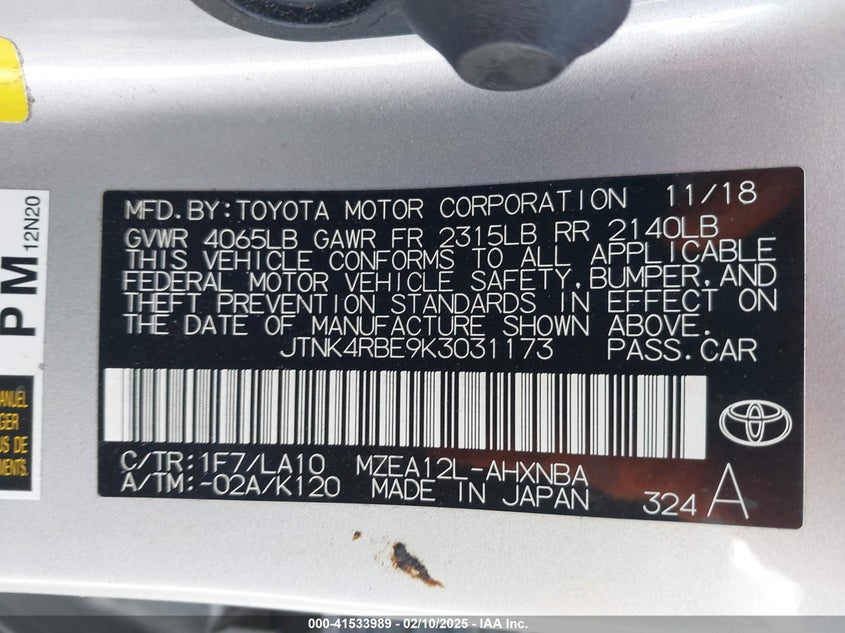 MFD.BY:TOYOTA MOTOR CORPORATION 11/18
GVWR 4065LB GAWR FR 2315LB RR 2140LB
THIS VEHICLE CONFORMS TO ALL APPLICABLE
FEDERAL MOTOR VEHICLE SAFETY,BUMPER,AND
THEFT PREVENTION STANDARDS IN EFFECT ON
THE DATE OF MANUFACTURE SHOWN ABOVE.
JTNK4RBE9K3031173 PASS.CAR
C/TR:1F7/LA10 MZEA12L-AHXNBA
A/TM:-02A/K120 MADE IN JAPAN 324 A
P M
12N20
US DE
000-41533989 - 02/10/2025 - IAA Inc.